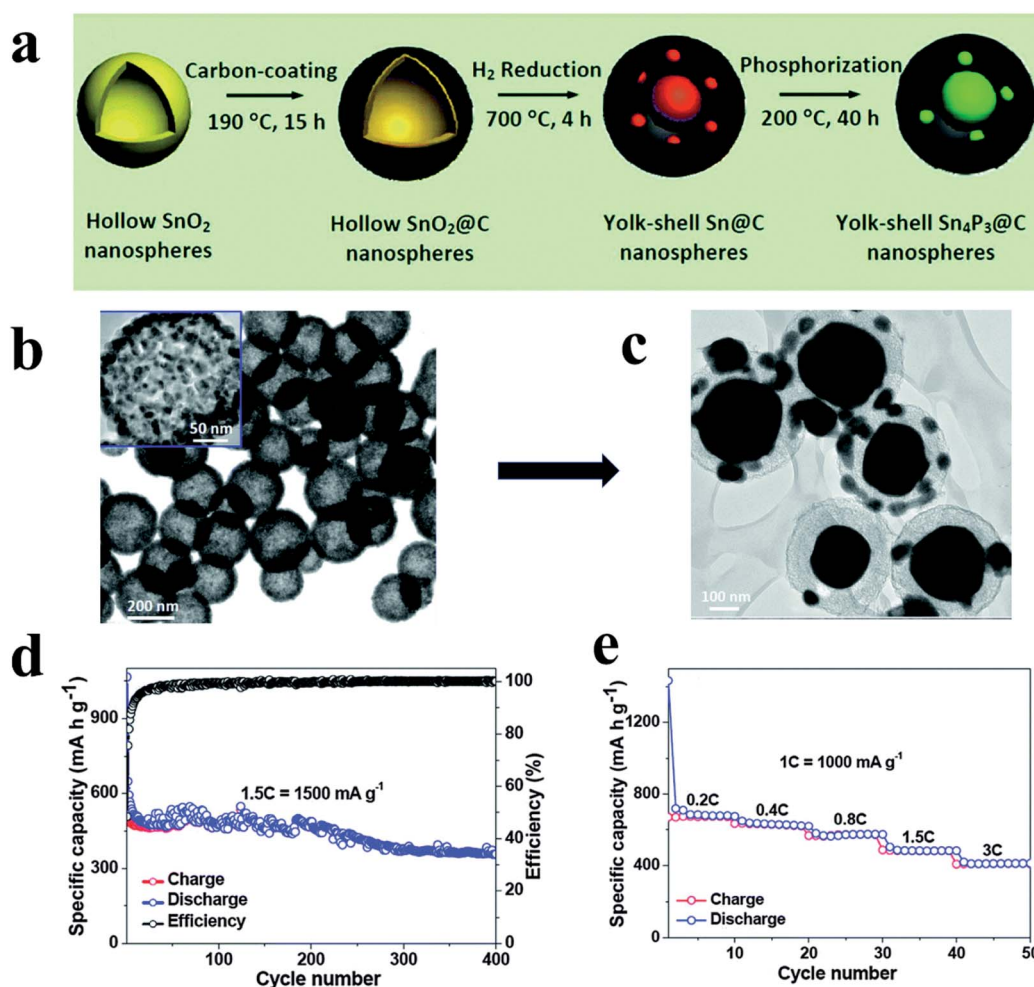 a
Carbon-coating
190 °C, 15 h
H₂ Reduction
700 °C, 4 h
Phosphorization
200 °C, 40 h
Hollow SnO₂
nanospheres
Hollow SnO₂@C
nanospheres
Yolk-shell Sn@C
nanospheres
Yolk-shell Sn₄P₃@C
nanospheres
b
50 nm
200 nm
c
100 nm
d
Specific capacity (mA h g⁻¹)
900
600
450
300
0
100
80
60
40
20
0
Efficiency (%)
1.5C = 1500 mA g⁻¹
Charge
Discharge
Efficiency
100
200
300
400
Cycle number
e
Specific capacity (mA h g⁻¹)
1200
800
400
0
1C = 1000 mA g⁻¹
0.2C
0.4C
0.8C
1.5C
3C
Charge
Discharge
10
20
30
40
50
Cycle number